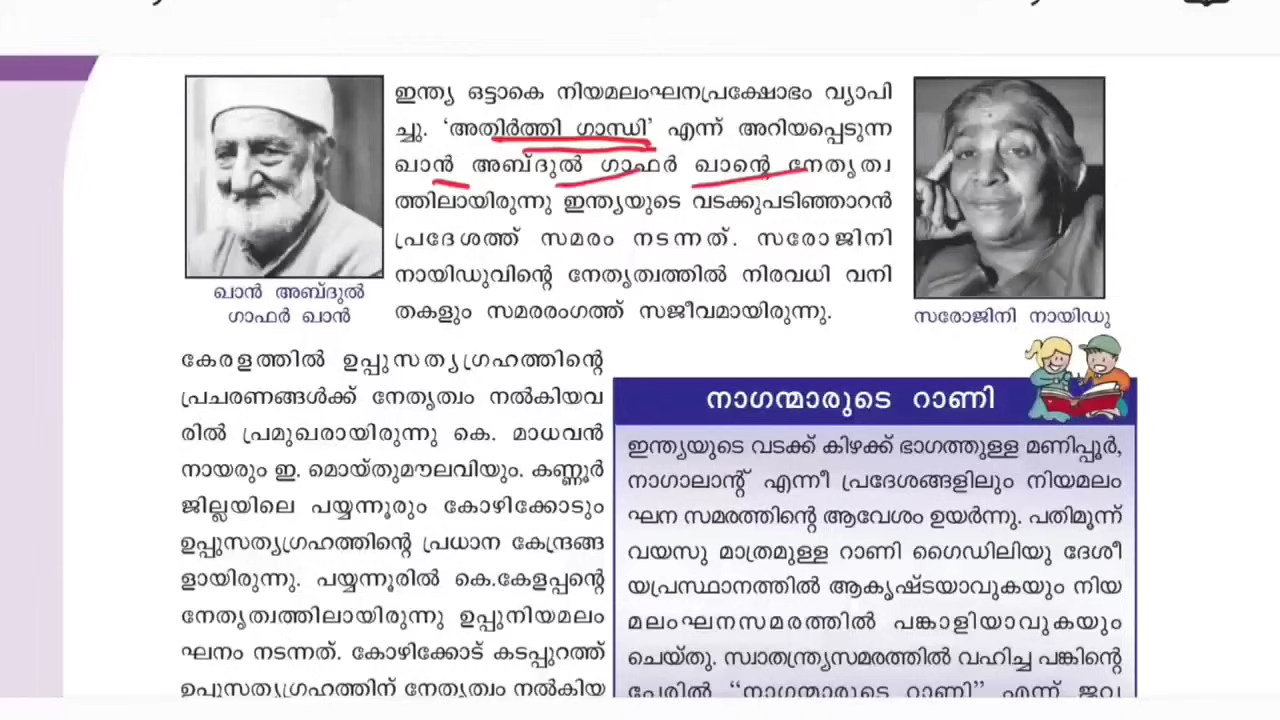 ഇന്ത്യ ഒട്ടാകെ നിയമലംഘനപ്രക്ഷോഭം വ്യാപി
ച്ചു. ‘അതിർത്തി ഗാന്ധി’ എന്ന് അറിയപ്പെടുന്ന
ഖാൻ അബ്ദുൽ ഗാഫർ ഖാന്റെ നേതൃത്വ
ത്തിലായിരുന്നു ഇന്ത്യയുടെ വടക്കുപടിഞ്ഞാറൻ
പ്രദേശത്ത് സമരം നടന്നത്. സരോജിനി
നായിഡുവിന്റെ നേതൃത്വത്തിൽ നിരവധി വനി
തകളും സമരരംഗത്ത് സജീവമായിരുന്നു.
ഖാൻ അബ്ദുൽ
ഗാഫർ ഖാൻ
സരോജിനി നായിഡു
കേരളത്തിൽ ഉപ്പുസത്യഗ്രഹത്തിന്റെ
പ്രചരണങ്ങൾക്ക് നേതൃത്വം നൽകിയവ
രിൽ പ്രമുഖരായിരുന്നു കെ. മാധവൻ
നായരും ഇ. മൊയ്തുമൗലവിയും. കണ്ണൂർ
ജില്ലയിലെ പയ്യന്നൂരും കോഴിക്കോടും
ഉപ്പുസത്യഗ്രഹത്തിന്റെ പ്രധാന കേന്ദ്രങ്ങ
ളായിരുന്നു. പയ്യന്നൂരിൽ കെ.കേളപ്പന്റെ
നേതൃത്വത്തിലായിരുന്നു ഉപ്പുനിയമലം
ഘനം നടന്നത്. കോഴിക്കോട് കടപ്പുറത്ത്
ഉപ്പുസത്യഗ്രഹത്തിന് നേതൃത്വം നൽകിയ
നാഗന്മാരുടെ റാണി
ഇന്ത്യയുടെ വടക്ക് കിഴക്ക് ഭാഗത്തുള്ള മണിപ്പൂർ,
നാഗാലാന്റ് എന്നീ പ്രദേശങ്ങളിലും നിയമലം
ഘന സമരത്തിന്റെ ആവേശം ഉയർന്നു. പതിമൂന്ന്
വയസു മാത്രമുള്ള റാണി ഗൈഡിലിയു ദേശീ
യപ്രസ്ഥാനത്തിൽ ആകൃഷ്ടയാവുകയും നിയ
മലംഘനസമരത്തിൽ പങ്കാളിയാവുകയും
ചെയ്തു. സ്വാതന്ത്ര്യസമരത്തിൽ വഹിച്ച പങ്കിന്റെ
പേരിൽ “നാഗന്മാരുടെ റാണി” എന്ന് ജവ